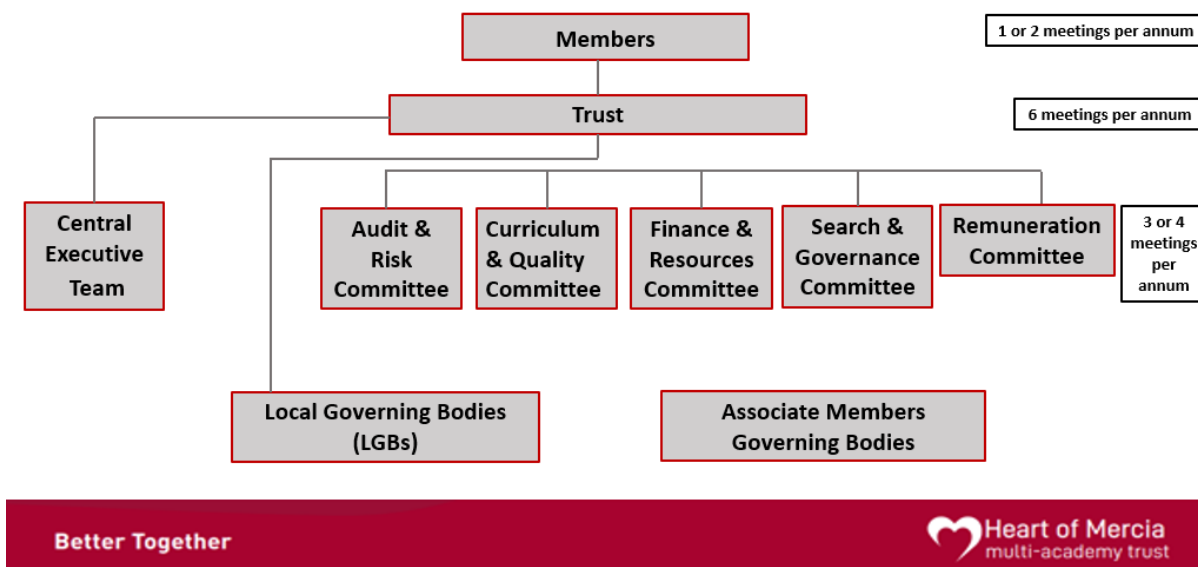 Members
1 or 2 meetings per annum
Trust
6 meetings per annum
Central
Executive
Team
Audit &
Risk
Committee
Curriculum
& Quality
Committee
Finance &
Resources
Committee
Search &
Governance
Committee
Remuneration
Committee
3 or 4
meetings
per
annum
Local Governing Bodies
(LGBs)
Associate Members
Governing Bodies
Better Together
Heart of Mercia
multi-academy trust